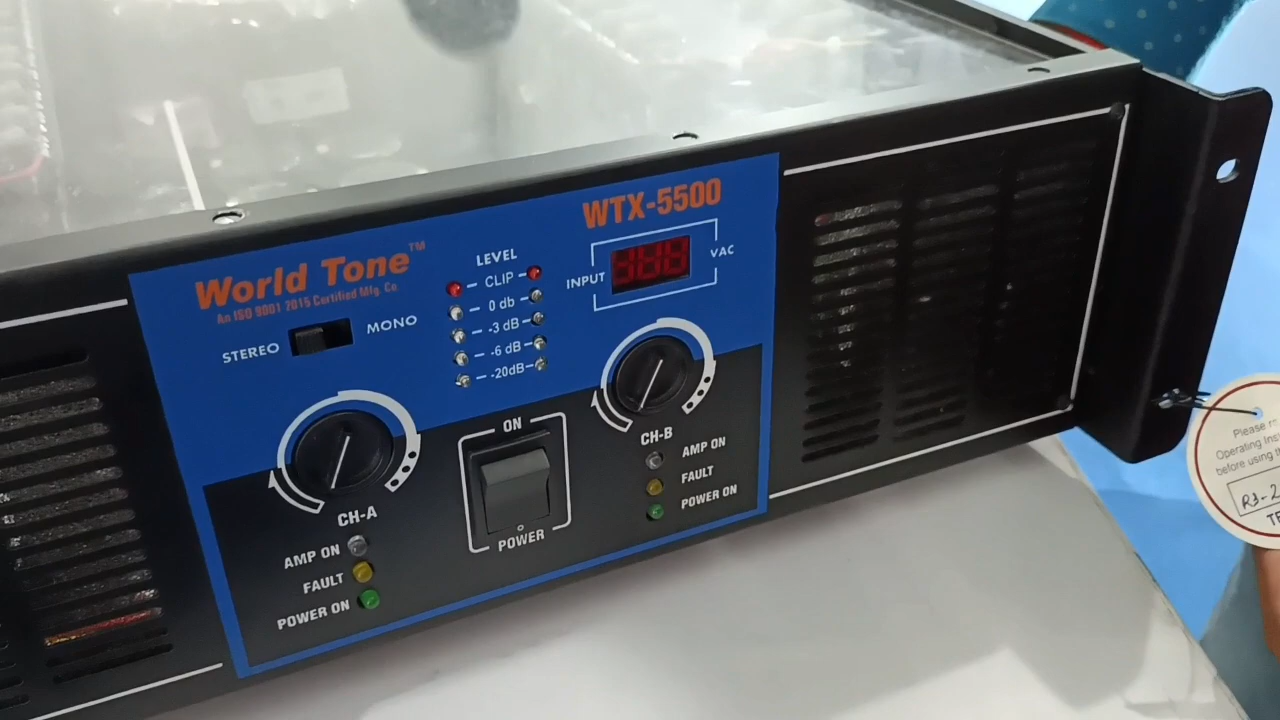 World Tone™
An ISO 9001 2015 Certified Mfg. Co
STEREO
MONO
LEVEL
CLIP
0 db
-3 dB
-6 dB
-20dB
WTX-5500
INPUT
VAC
CH-A
AMP ON
FAULT
POWER ON
ON
POWER
CH-B
AMP ON
FAULT
POWER ON
Please
Operating
before using